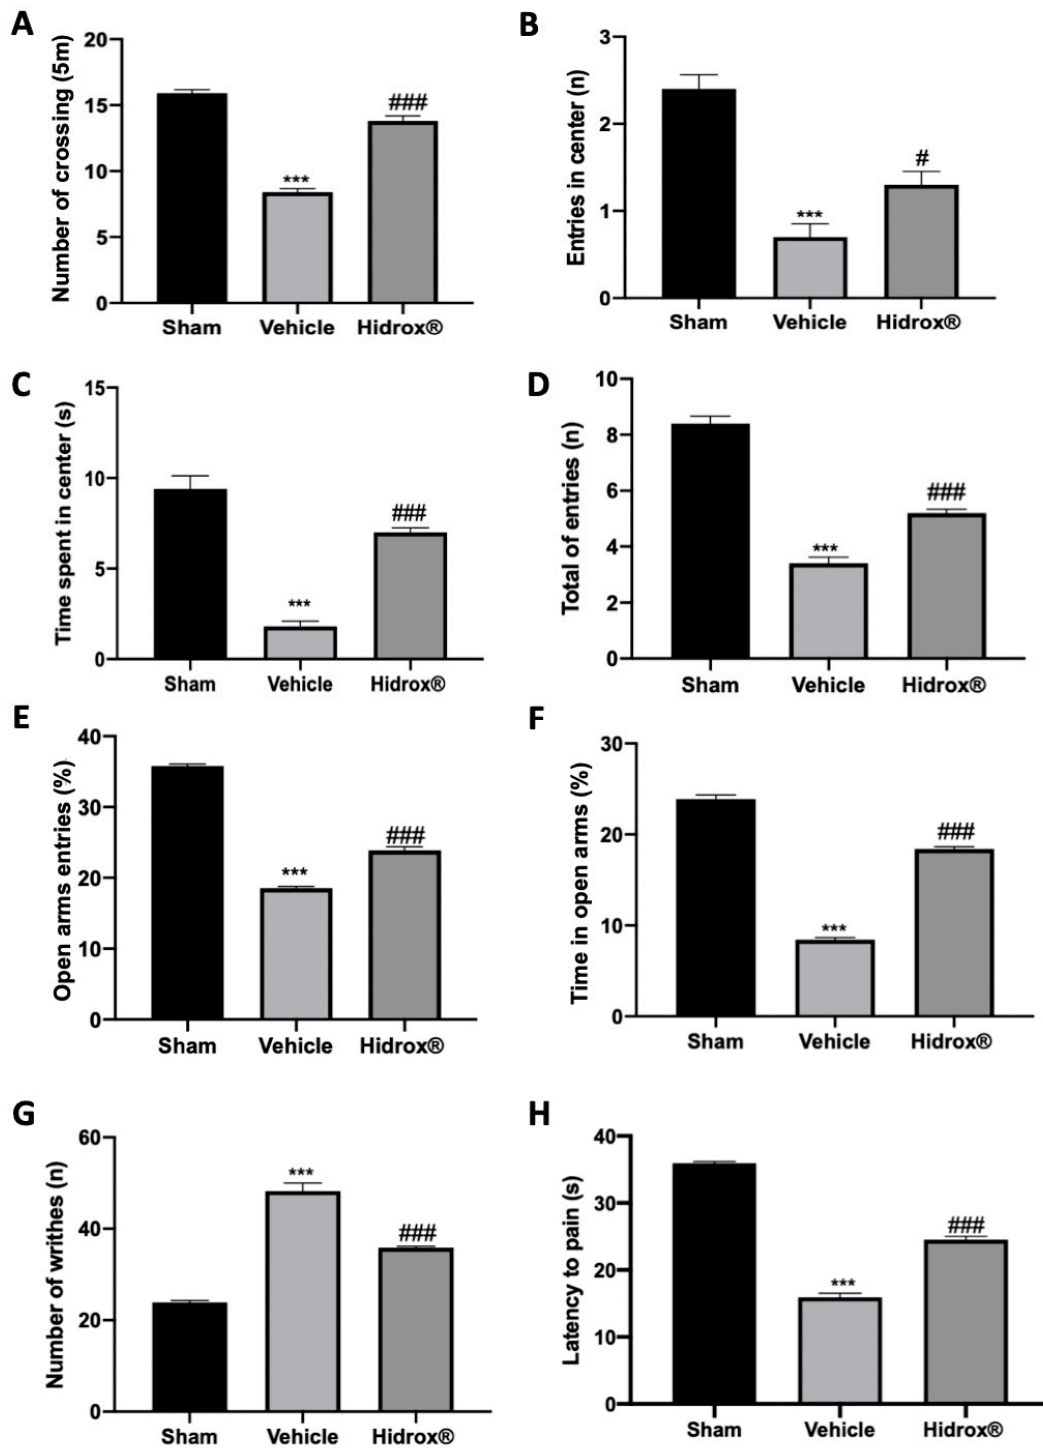 A
Number of crossing (5m)
20
15
10
5
0
***
###
Sham Vehicle Hidrox®
B
Entries in center (n)
3
2
1
0
***
#
Sham Vehicle Hidrox®
C
Time spent in center (s)
15
10
5
0
***
###
Sham Vehicle Hidrox®
D
Total of entries (n)
10
8
6
4
2
0
***
###
Sham Vehicle Hidrox®
E
Open arms entries (%)
40
30
20
10
0
***
###
Sham Vehicle Hidrox®
F
Time in open arms (%)
30
20
10
0
***
###
Sham Vehicle Hidrox®
G
Number of writhes (n)
60
40
20
0
***
###
Sham Vehicle Hidrox®
H
Latency to pain (s)
40
30
20
10
0
***
###
Sham Vehicle Hidrox®